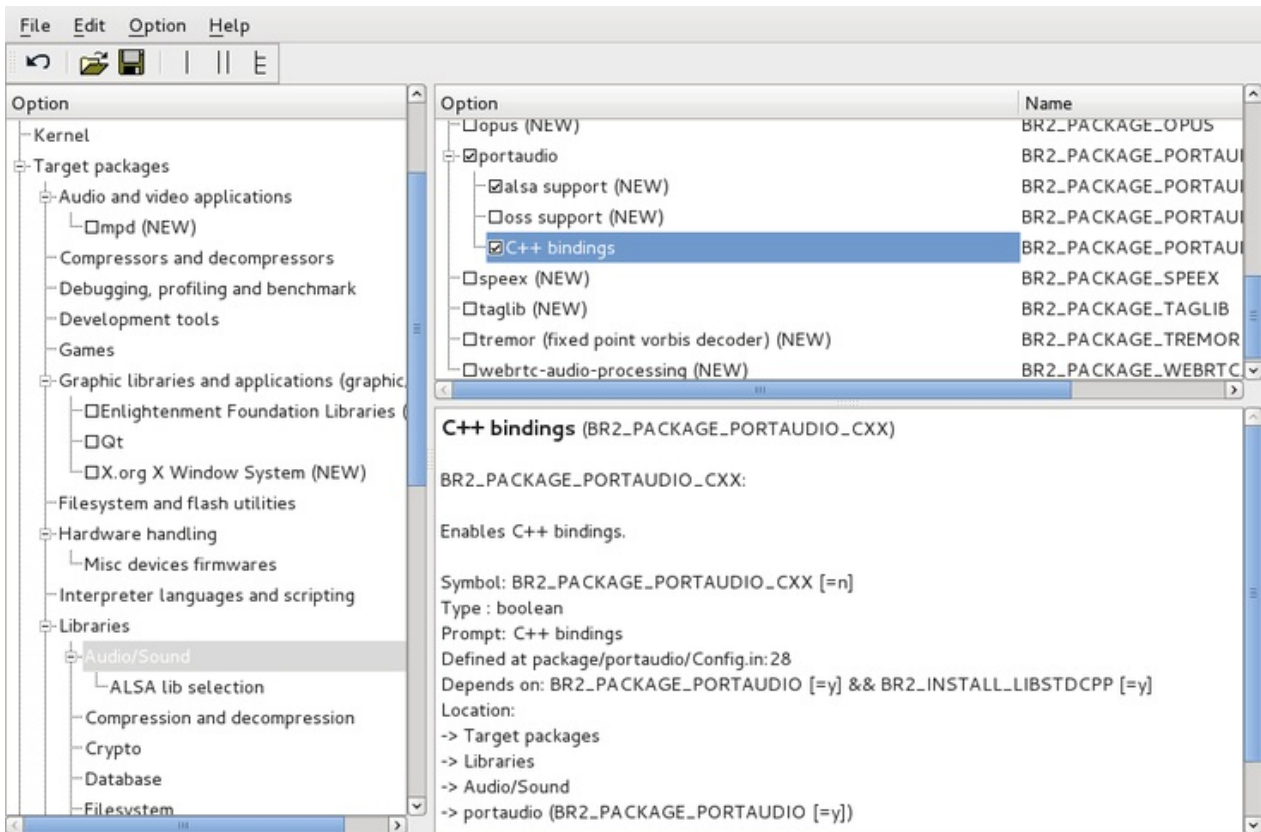 File Edit Option Help
Option
Kernel
Target packages
Audio and video applications
mpd (NEW)
Compressors and decompressors
Debugging, profiling and benchmark
Development tools
Games
Graphic libraries and applications (graphic
Enlightenment Foundation Libraries (
Qt
X.org X Window System (NEW)
Filesystem and flash utilities
Hardware handling
Misc devices firmwares
Interpreter languages and scripting
Libraries
Audio/Sound
ALSA lib selection
Compression and decompression
Crypto
Database
Filesystem
Option Name
opus (NEW) BR2_PACKAGE_OPUS
portaudio BR2_PACKAGE_PORTAUI
alsa support (NEW) BR2_PACKAGE_PORTAUI
oss support (NEW) BR2_PACKAGE_PORTAUI
C++ bindings BR2_PACKAGE_PORTAUI
speex (NEW) BR2_PACKAGE_SPEEX
taglib (NEW) BR2_PACKAGE_TAGLIB
tremor (fixed point vorbis decoder) (NEW) BR2_PACKAGE_TREMOR
webrtc-audio-processing (NEW) BR2_PACKAGE_WEBRTC
C++ bindings (BR2_PACKAGE_PORTAUDIO_CXX)
BR2_PACKAGE_PORTAUDIO_CXX:
Enables C++ bindings.
Symbol: BR2_PACKAGE_PORTAUDIO_CXX [=n]
Type : boolean
Prompt: C++ bindings
Defined at package/portaudio/Config.in:28
Depends on: BR2_PACKAGE_PORTAUDIO [=y] && BR2_INSTALL_LIBSTDCPP [=y]
Location:
-> Target packages
-> Libraries
-> Audio/Sound
-> portaudio (BR2_PACKAGE_PORTAUDIO [=y])